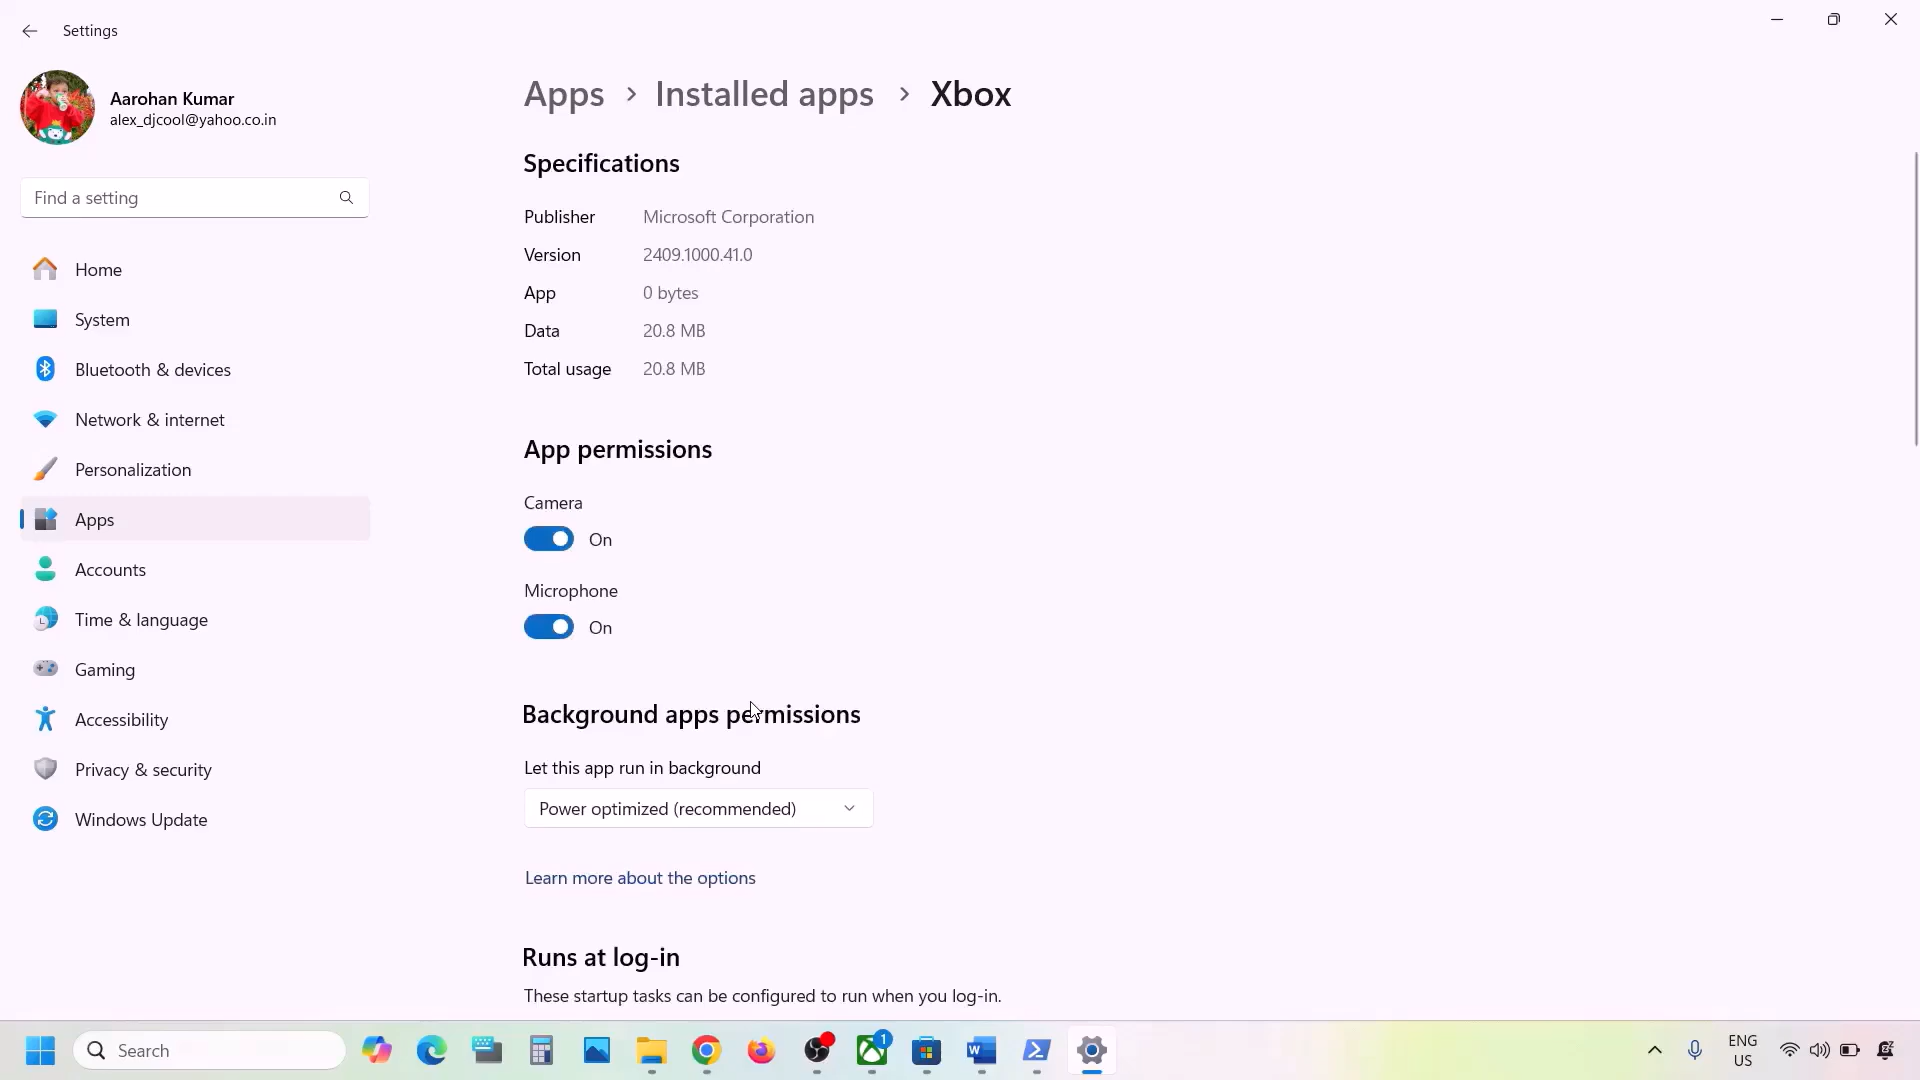 Settings
Aarohan Kumar
alex_djcool@yahoo.co.in
Find a setting
Home
System
Bluetooth & devices
Network & internet
Personalization
Apps
Accounts
Time & language
Gaming
Accessibility
Privacy & security
Windows Update
Apps > Installed apps > Xbox
Specifications
Publisher Microsoft Corporation
Version 2409.1000.41.0
App 0 bytes
Data 20.8 MB
Total usage 20.8 MB
App permissions
Camera
On
Microphone
On
Background apps permissions
Let this app run in background
Power optimized (recommended)
Learn more about the options
Runs at log-in
These startup tasks can be configured to run when you log-in.
Search
1
ENG
US